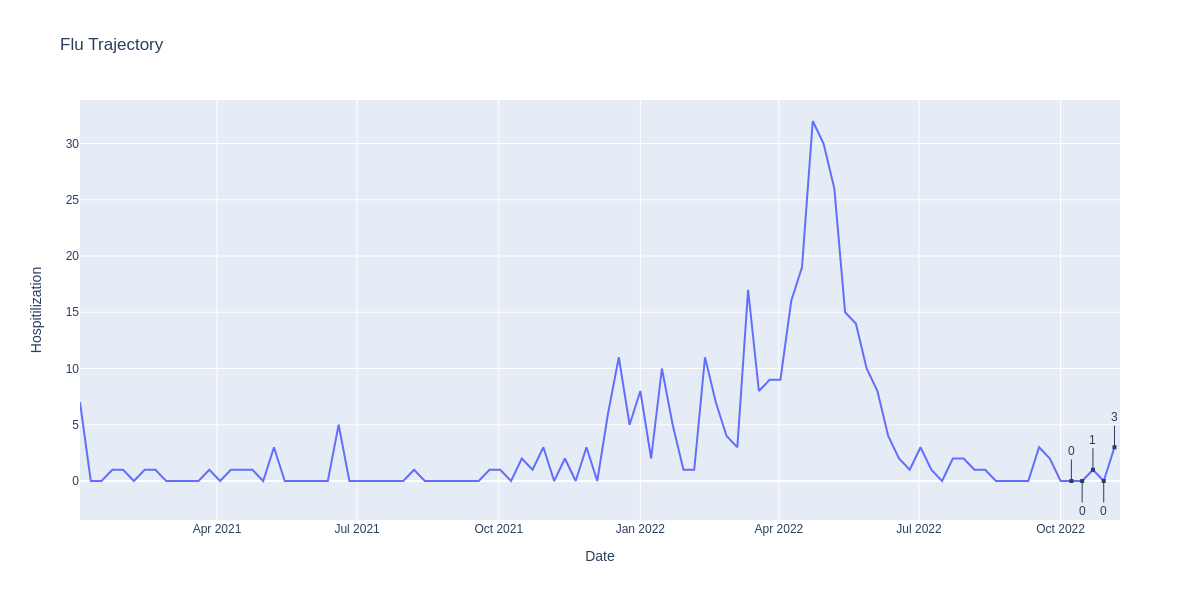 Flu Trajectory
Hospitilization
30
25
20
15
10
5
0
0
0
1
0
3
Apr 2021
Jul 2021
Oct 2021
Jan 2022
Apr 2022
Jul 2022
Oct 2022
Date